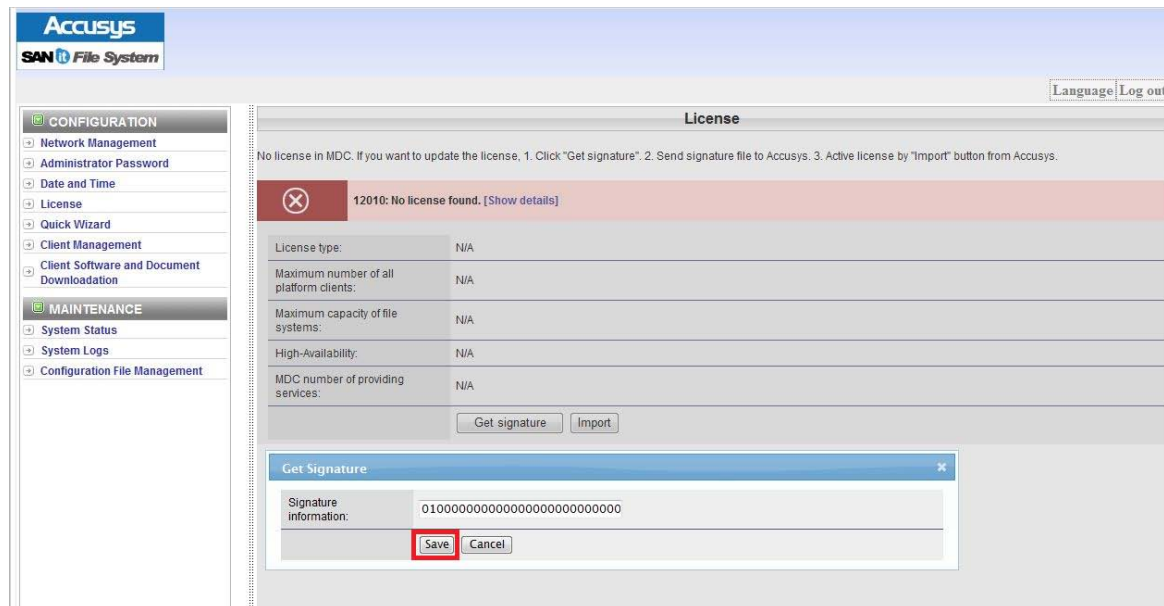 Accusys
SANit File System
Language Log out
CONFIGURATION
Network Management
Administrator Password
Date and Time
License
Quick Wizard
Client Management
Client Software and Document
Downloadation
MAINTENANCE
System Status
System Logs
Configuration File Management
License
No license in MDC. If you want to update the license, 1. Click "Get signature". 2. Send signature file to Accusys. 3. Active license by "Import" button from Accusys.
12010: No license found. [Show details]
License type: N/A
Maximum number of all
platform clients: N/A
Maximum capacity of file
systems: N/A
High-Availability: N/A
MDC number of providing
services: N/A
Get signature Import
Get Signature
Signature
information:
Save Cancel